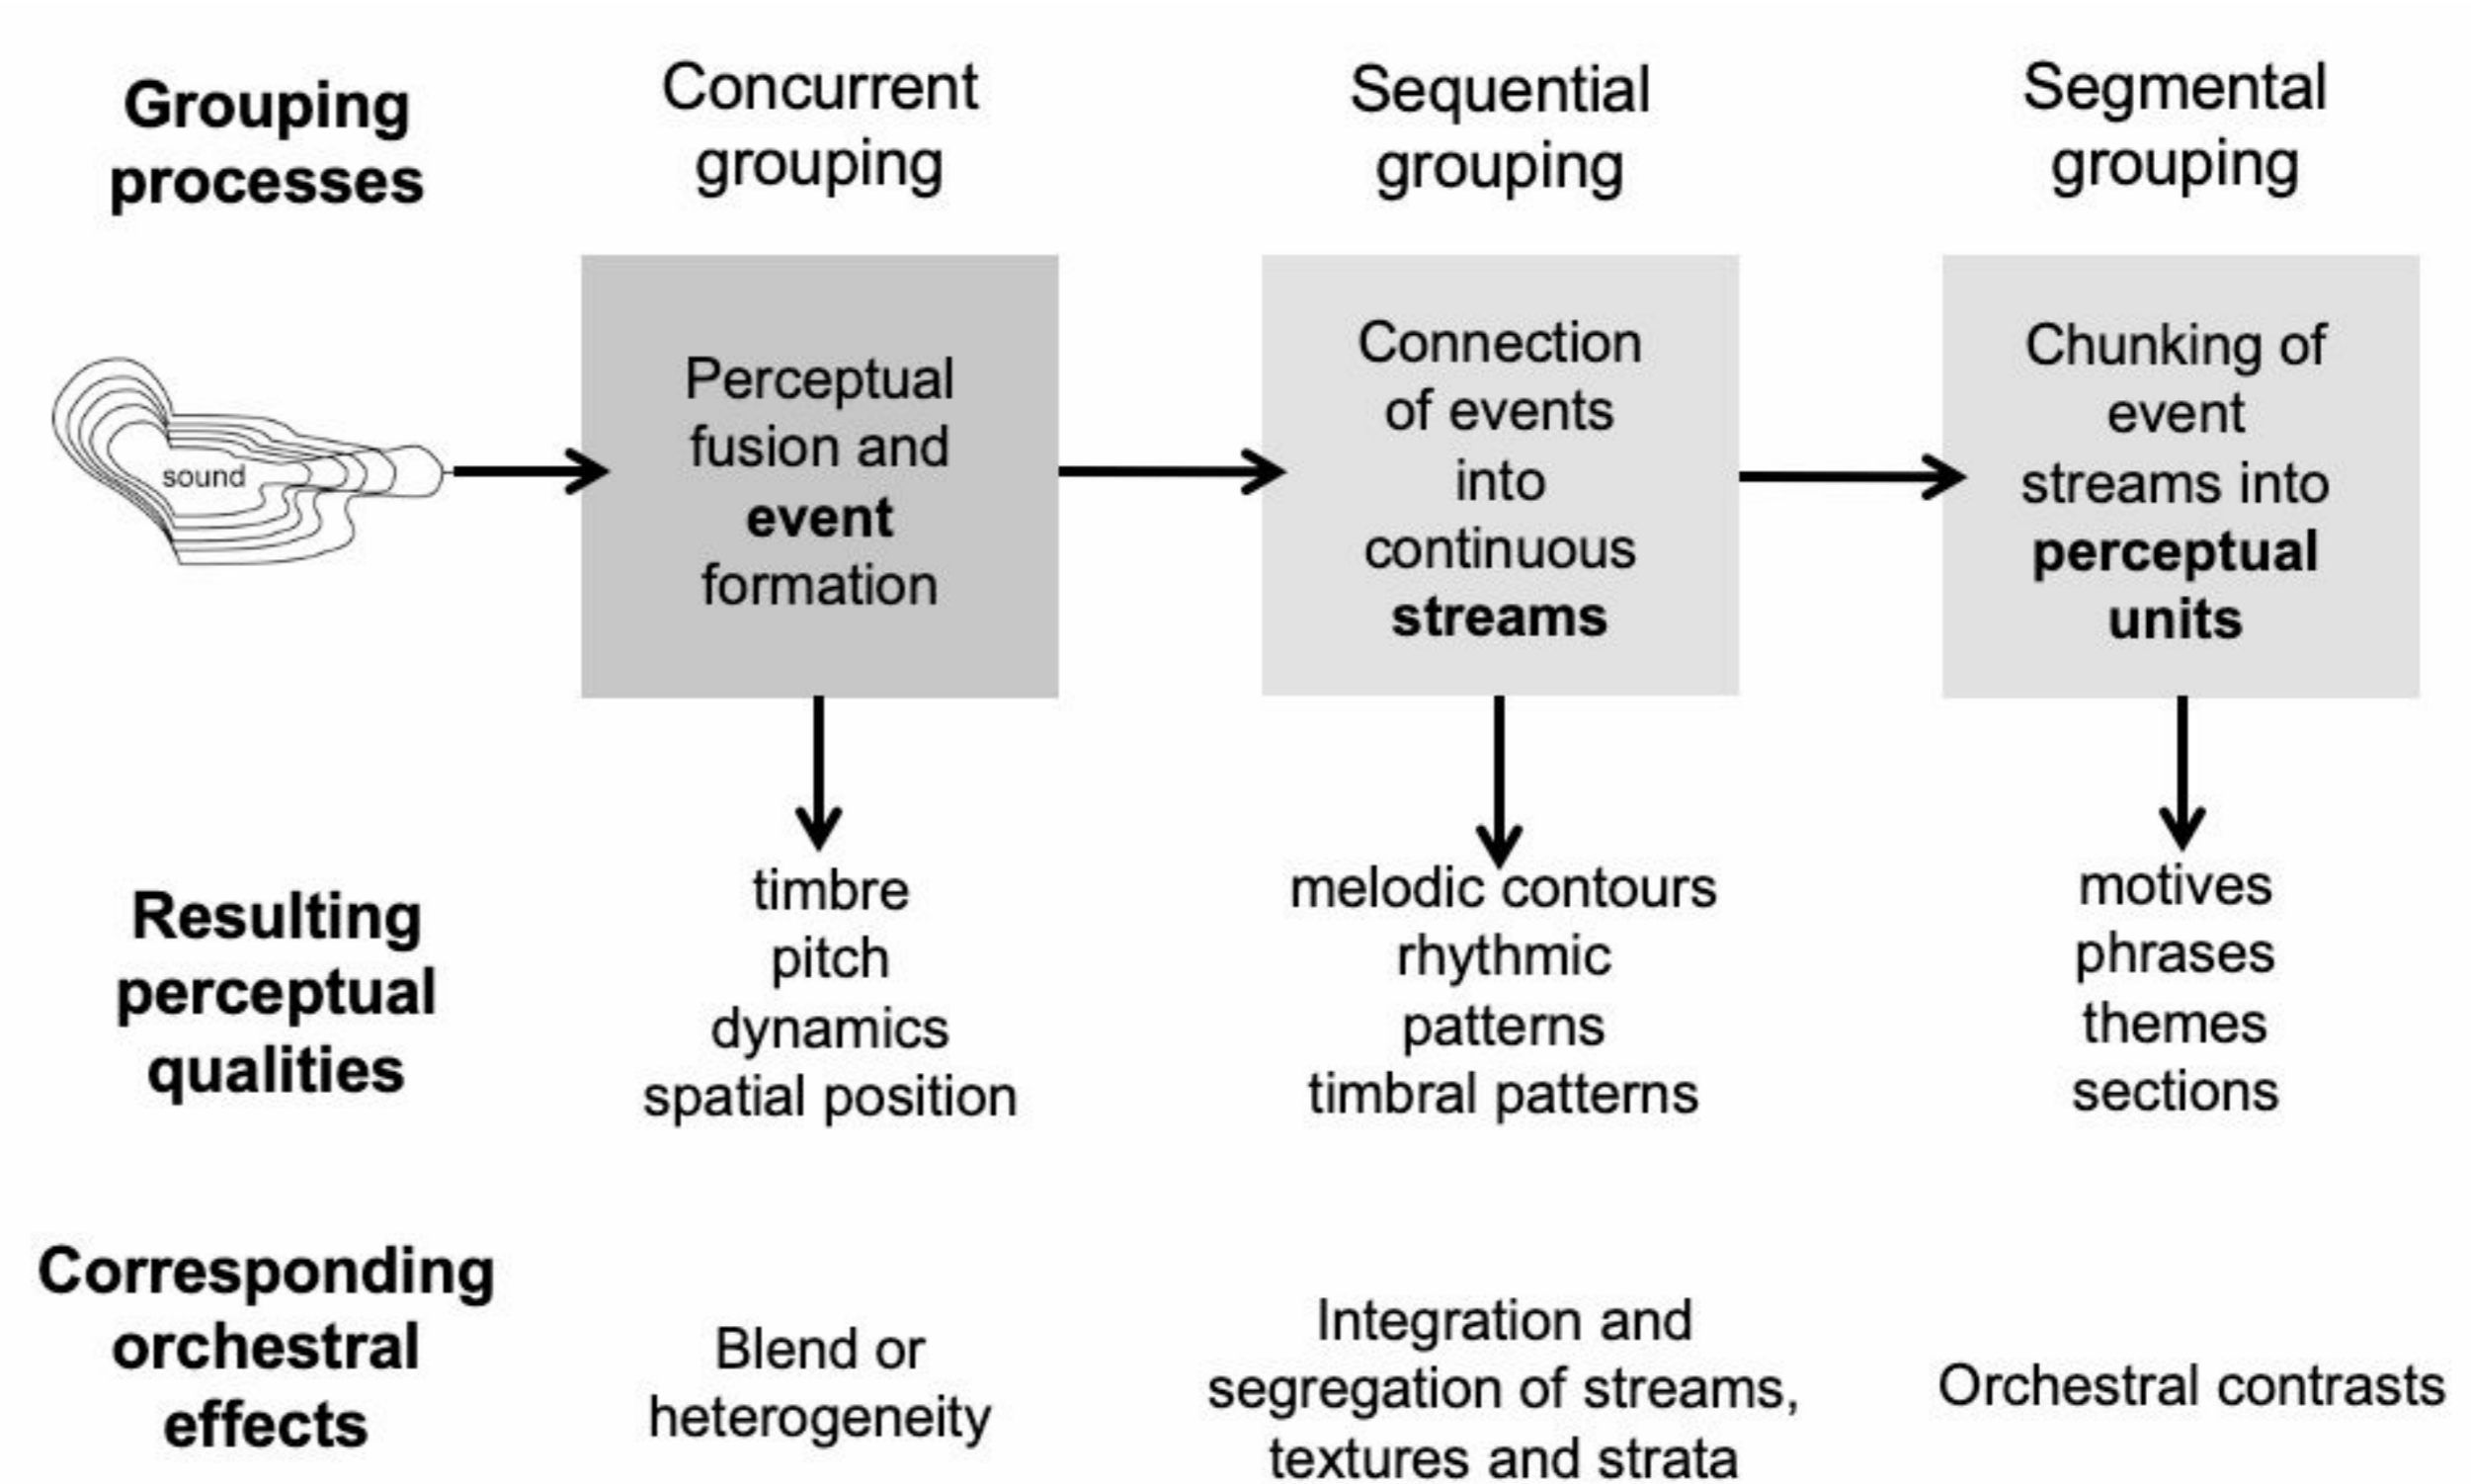 Grouping
processes
Concurrent
grouping
Sequential
grouping
Segmental
grouping
sound
Perceptual
fusion and
event
formation
Connection
of events
into
continuous
streams
Chunking of
event
streams into
perceptual
units
Resulting
perceptual
qualities
timbre
pitch
dynamics
spatial position
melodic contours
rhythmic
patterns
timbral patterns
motives
phrases
themes
sections
Corresponding
orchestral
effects
Blend or
heterogeneity
Integration and
segregation of streams,
textures and strata
Orchestral contrasts